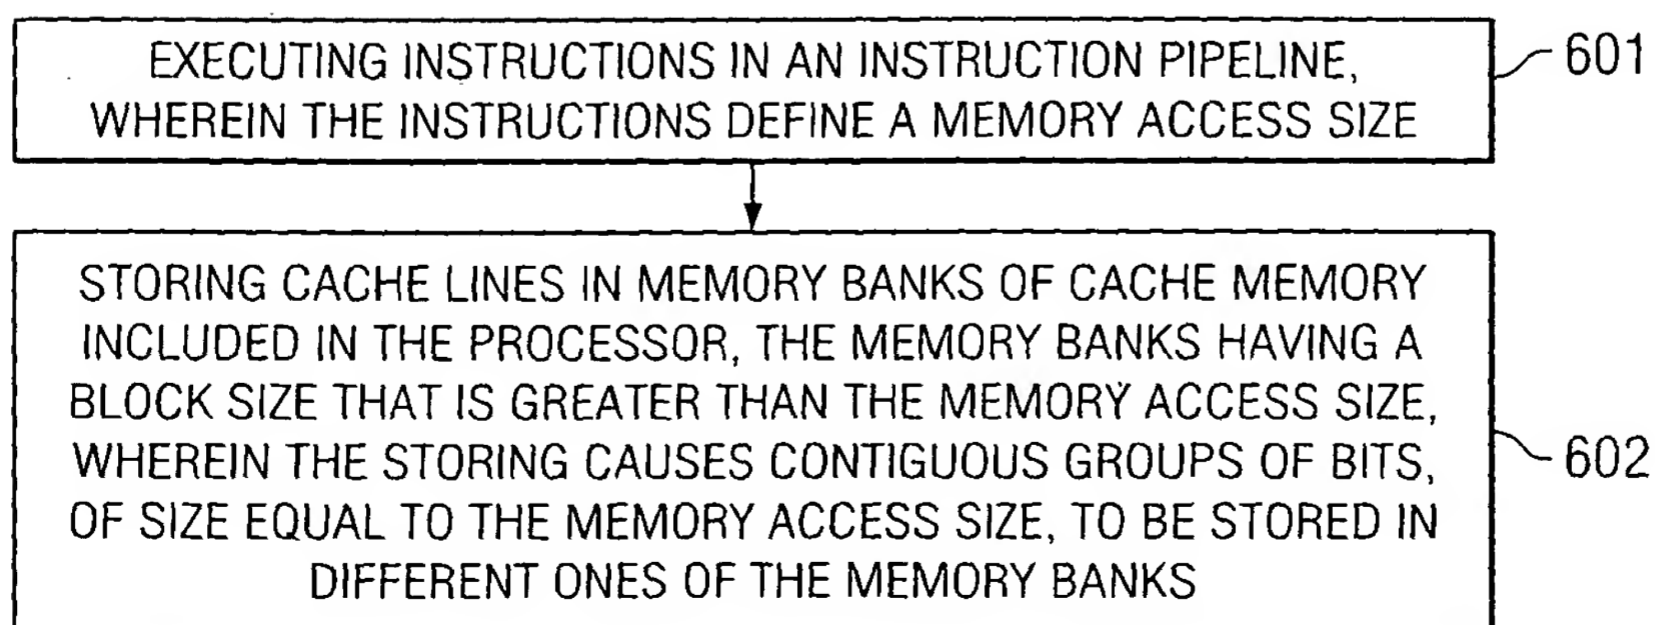 EXECUTING INSTRUCTIONS IN AN INSTRUCTION PIPELINE,
WHEREIN THE INSTRUCTIONS DEFINE A MEMORY ACCESS SIZE
601
STORING CACHE LINES IN MEMORY BANKS OF CACHE MEMORY
INCLUDED IN THE PROCESSOR, THE MEMORY BANKS HAVING A
BLOCK SIZE THAT IS GREATER THAN THE MEMORY ACCESS SIZE,
WHEREIN THE STORING CAUSES CONTIGUOUS GROUPS OF BITS,
OF SIZE EQUAL TO THE MEMORY ACCESS SIZE, TO BE STORED IN
DIFFERENT ONES OF THE MEMORY BANKS
602